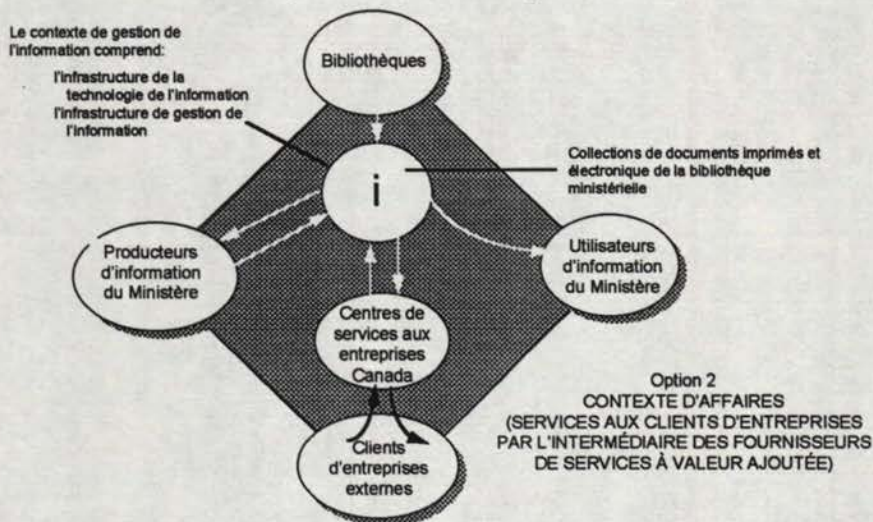 Le contexte de gestion de
l'information comprend:
l'infrastructure de la
technologie de l'information
l'infrastructure de gestion de
l'information
Bibliothèques
i
Collections de documents imprimés et
électronique de la bibliothèque
ministérielle
Producteurs
d'information
du Ministère
Utilisateurs
d'information
du Ministère
Centres de
services aux
entreprises
Canada
Clients
d'entreprises
externes
Option 2
CONTEXTE D'AFFAIRES
(SERVICES AUX CLIENTS D'ENTREPRISES
PAR L'INTERMÉDIAIRE DES FOURNISSEURS
DE SERVICES À VALEUR AJOUTÉE)